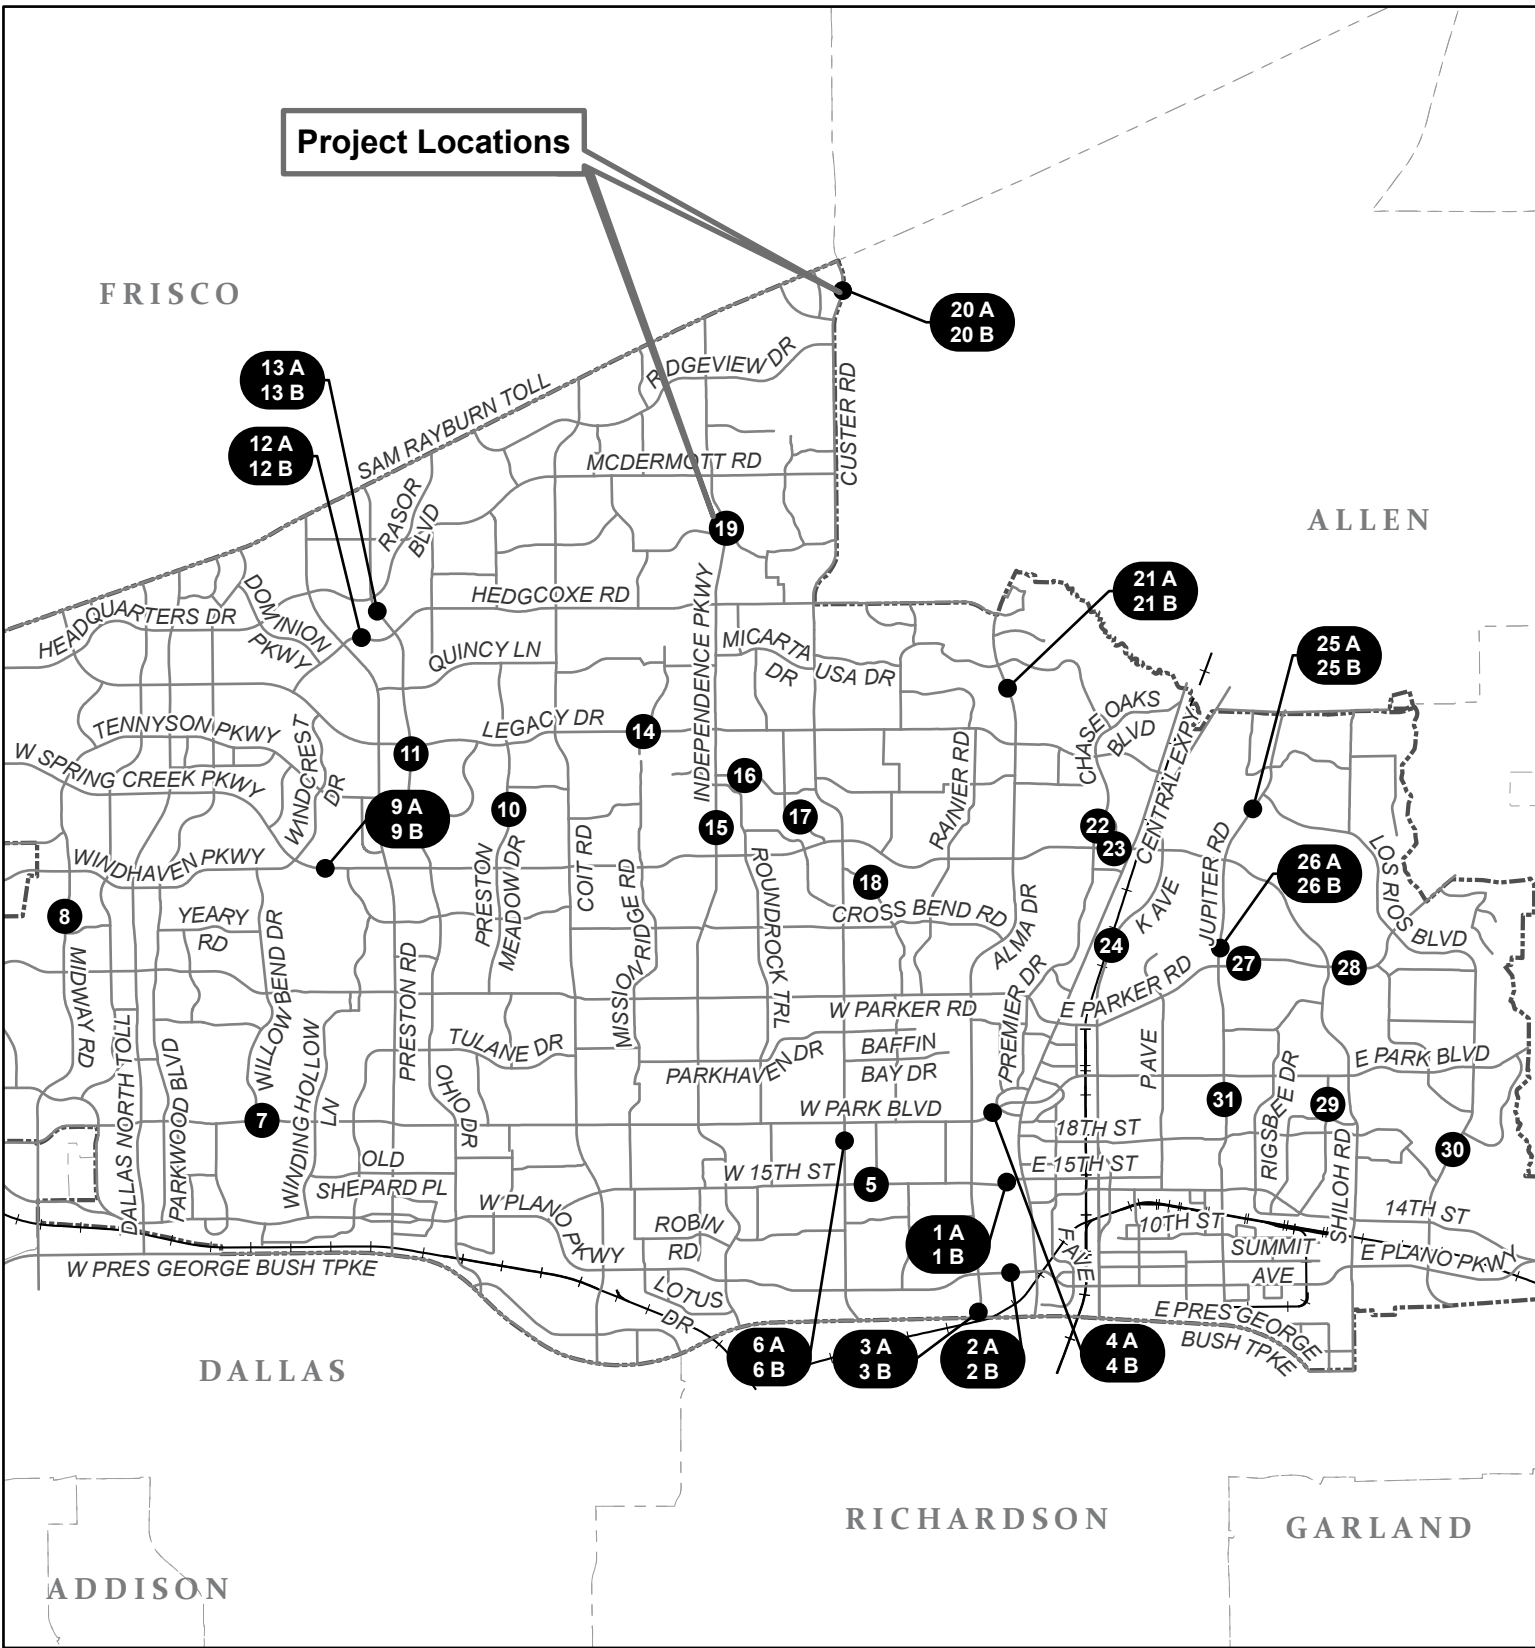 Project Locations
FRISCO
20 A
20 B
13 A
13 B
RIDGEVIEW DR
SAM RAYBURN TOLL
CUSTER RD
12 A
12 B
MCDERMOTT RD
RASOR
BLVD
ALLEN
19
HEDGCOXE RD
21 A
21 B
HEADQUARTERS DR
DOMINION
PKWY
INDEPENDENCE PKWY
MICARTA
DR
USA DR
QUINCY LN
25 A
25 B
TENNYSON PKWY
WINDCREST
DR
LEGACY DR
14
CHASE OAKS
BLVD
CENTRAL EXPY
W SPRING CREEK PKWY
11
16
RAINIER RD
9 A
9 B
10
15
17
22
23
JUPITER RD
LOS RIOS BLVD
WINDHAVEN PKWY
PRESTON
MEADOW DR
COIT RD
MISSION RIDGE RD
ROUNDROCK TRL
18
26 A
26 B
8
YEARY
RD
CROSS BEND RD
ALMA DR
K AVE
24
27
28
MIDWAY RD
WILLOW BEND DR
PRESTON RD
PREMIER DR
E PARKER RD
W PARKER RD
DALLAS NORTH TOLL
PARKWOOD BLVD
WINDING HOLLOW
LN
TULANE DR
OHIO DR
PARKHAVEN DR
BAFFIN
BAY DR
P AVE
RIGSBEE DR
E PARK BLVD
7
W PARK BLVD
31
29
18TH ST
SHILOH RD
30
OLD
SHEPARD PL
W 15TH ST
5
E 15TH ST
W PLANO
PKWY
ROBIN
RD
1 A
1 B
F AVE
10TH ST
14TH ST
SUMMIT
AVE
E PLANO PKWY
W PRES GEORGE BUSH TPKE
LOTUS
DR
E PRES GEORGE
BUSH TPKE
6 A
6 B
3 A
3 B
2 A
2 B
4 A
4 B
DALLAS
RICHARDSON
GARLAND
ADDISON